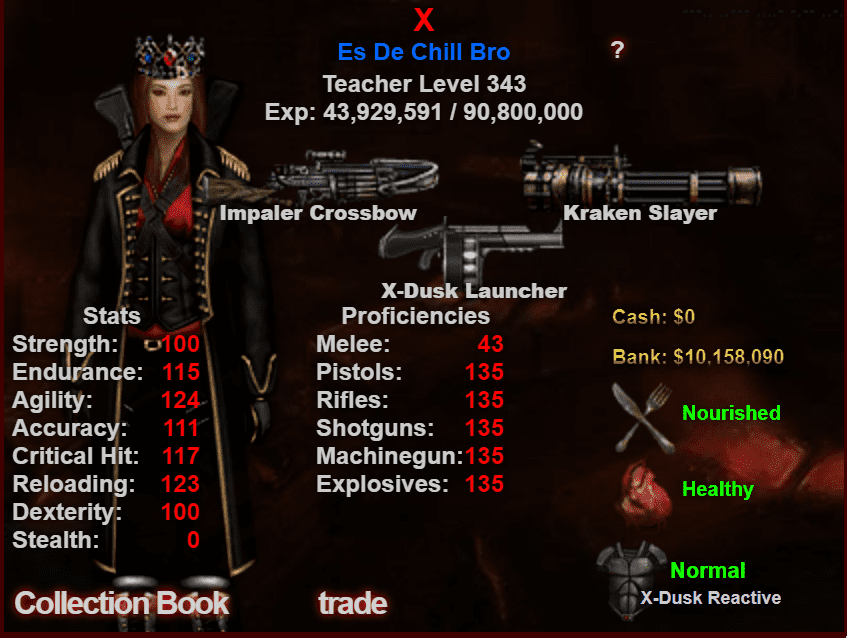 X
Es De Chill Bro
?
Teacher Level 343
Exp: 43,929,591 / 90,800,000
Impaler Crossbow
Kraken Slayer
X-Dusk Launcher
Stats
Strength: 100
Endurance: 115
Agility: 124
Accuracy: 111
Critical Hit: 117
Reloading: 123
Dexterity: 100
Stealth: 0
Proficiencies
Melee: 43
Pistols: 135
Rifles: 135
Shotguns: 135
Machinegun: 135
Explosives: 135
Cash: $0
Bank: $10,158,090
Nourished
Healthy
Normal
X-Dusk Reactive
Collection Book
trade